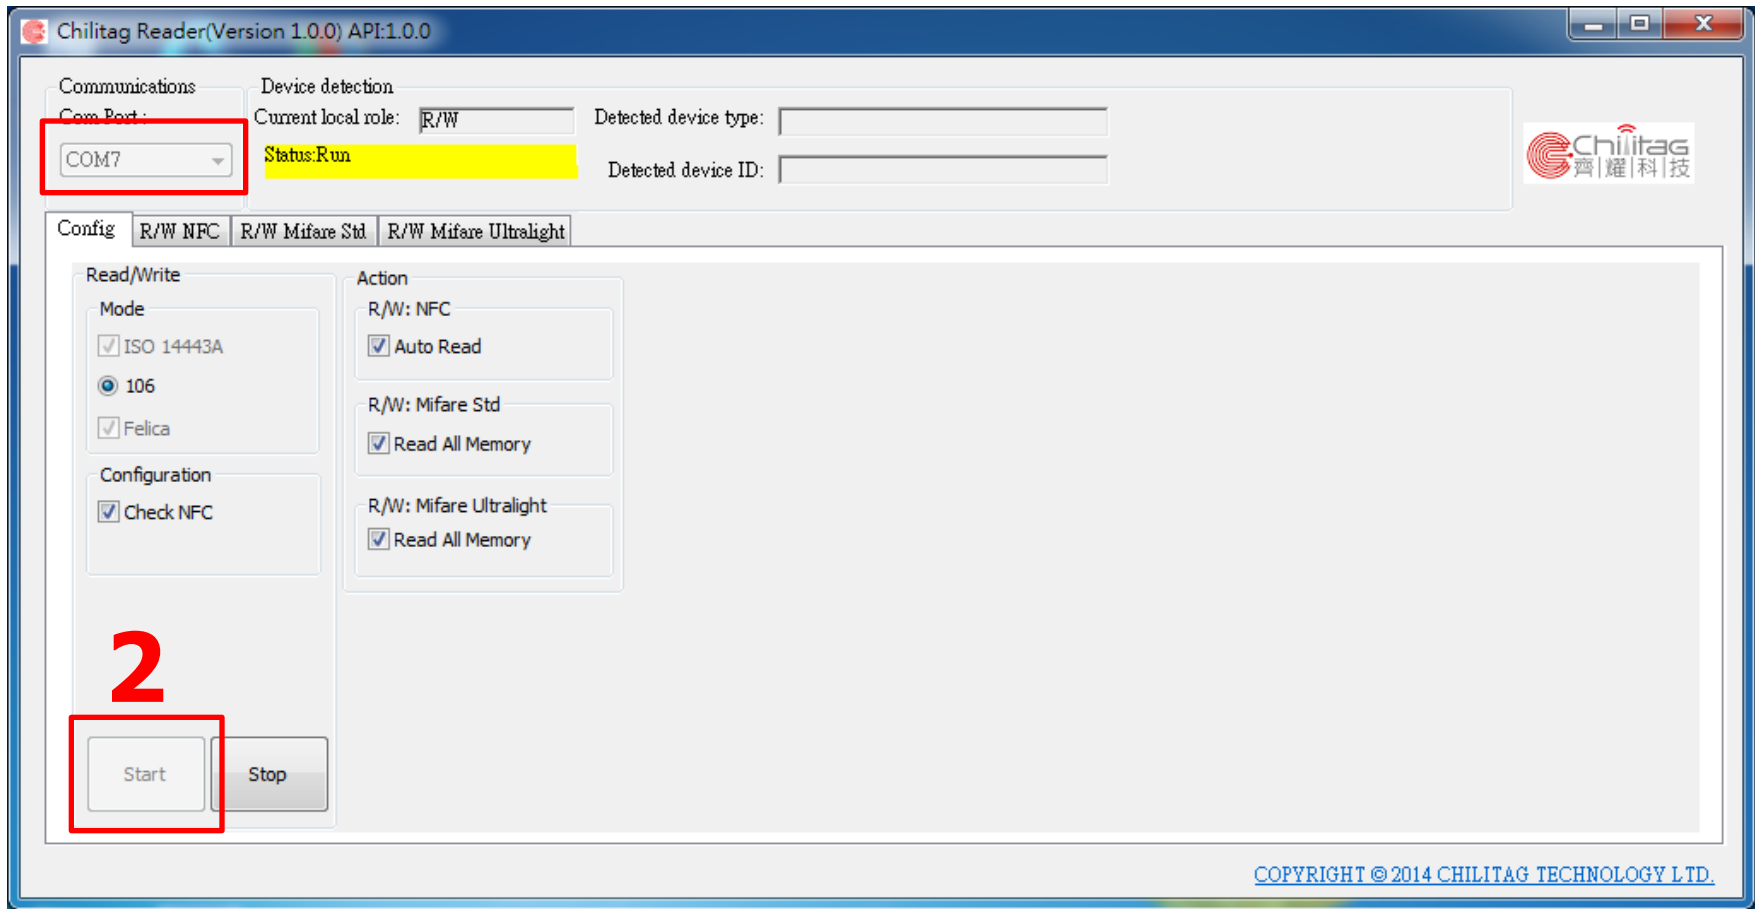 Chilitag Reader(Version 1.0.0) API:1.0.0
Communications
Device detection
Com Port :
Current local role: R/W
Detected device type:
COM7
Status:Run
Detected device ID:
Chilitag
齊|耀|科|技
Config
R/W NFC
R/W Mifare Std
R/W Mifare Ultralight
Read/Write
Mode
ISO 14443A
106
Felica
Configuration
Check NFC
Action
R/W: NFC
Auto Read
R/W: Mifare Std
Read All Memory
R/W: Mifare Ultralight
Read All Memory
2
Start
Stop
COPYRIGHT © 2014 CHILITAG TECHNOLOGY LTD.